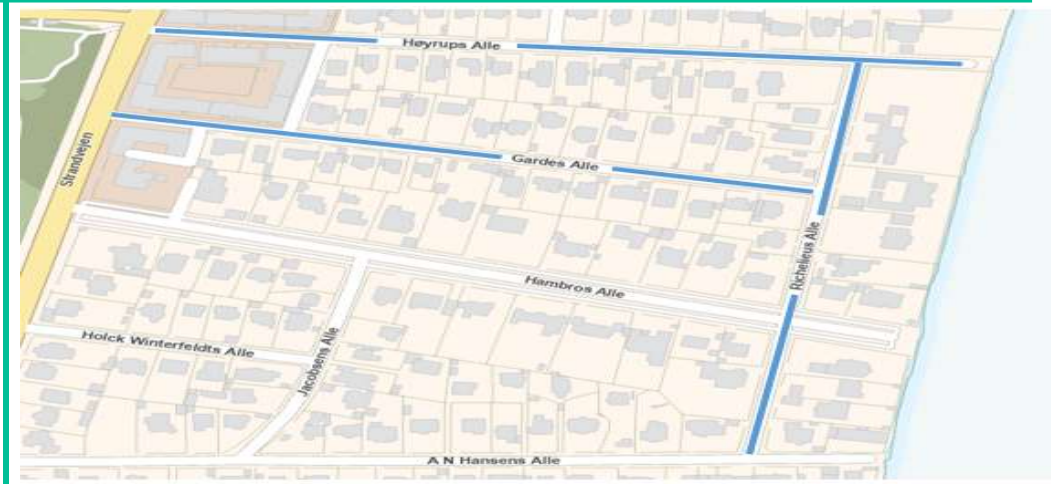 Høyrups Alle
Strandvejen
Gardes Alle
Richelieus Alle
Hambros Alle
Holck Winterfeldts Alle
Jacobsens Alle
A N Hansens Alle